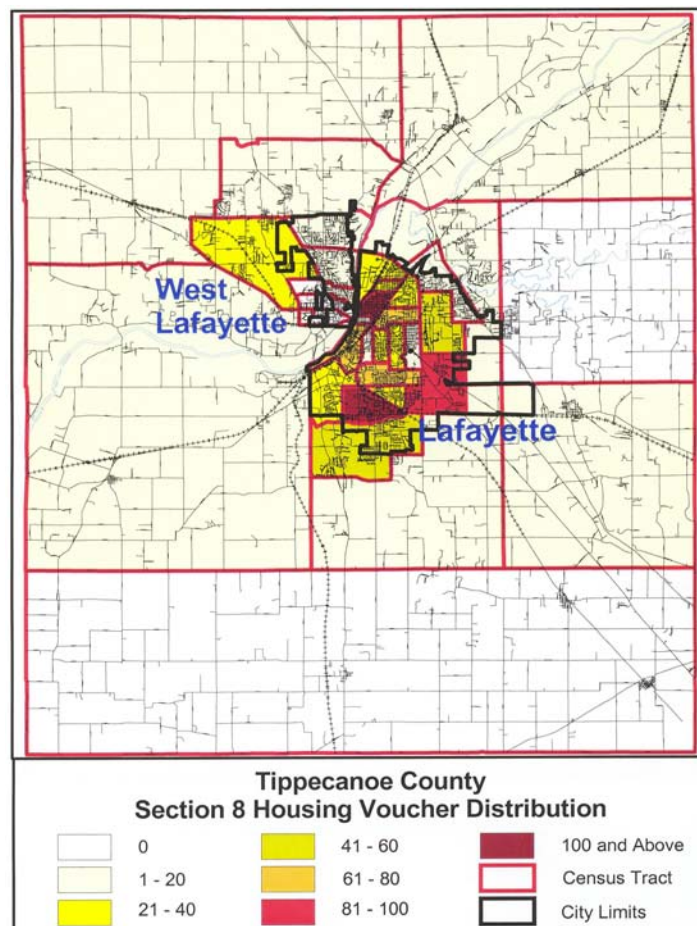 West
Lafayette
Lafayette
Tippecanoe County
Section 8 Housing Voucher Distribution
0
41 - 60
100 and Above
1 - 20
61 - 80
Census Tract
21 - 40
81 - 100
City Limits